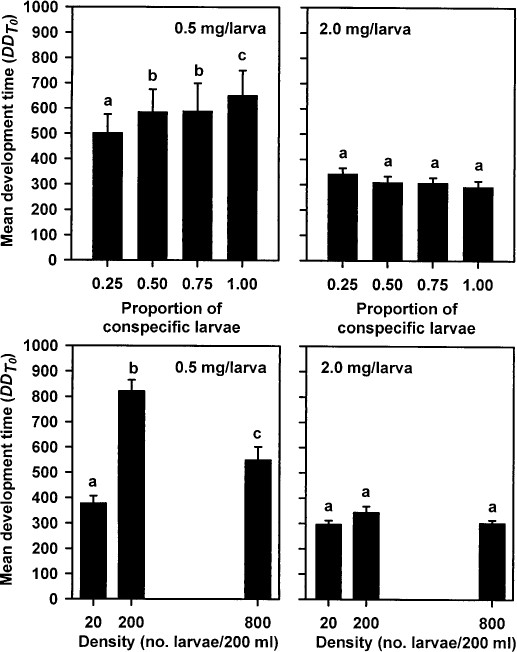 Mean development time (DDT0)
1000
900
800
700
600
500
400
300
200
100
0
0.5 mg/larva
a
b
b
c
0.25 0.50 0.75 1.00
Proportion of
conspecific larvae
2.0 mg/larva
a
a
a
a
0.25 0.50 0.75 1.00
Proportion of
conspecific larvae
Mean development time (DDT0)
1000
900
800
700
600
500
400
300
200
100
0
0.5 mg/larva
a
b
c
20 200 800
2.0 mg/larva
a
a
a
20 200 800
Density (no. larvae/200 ml)
Density (no. larvae/200 ml)